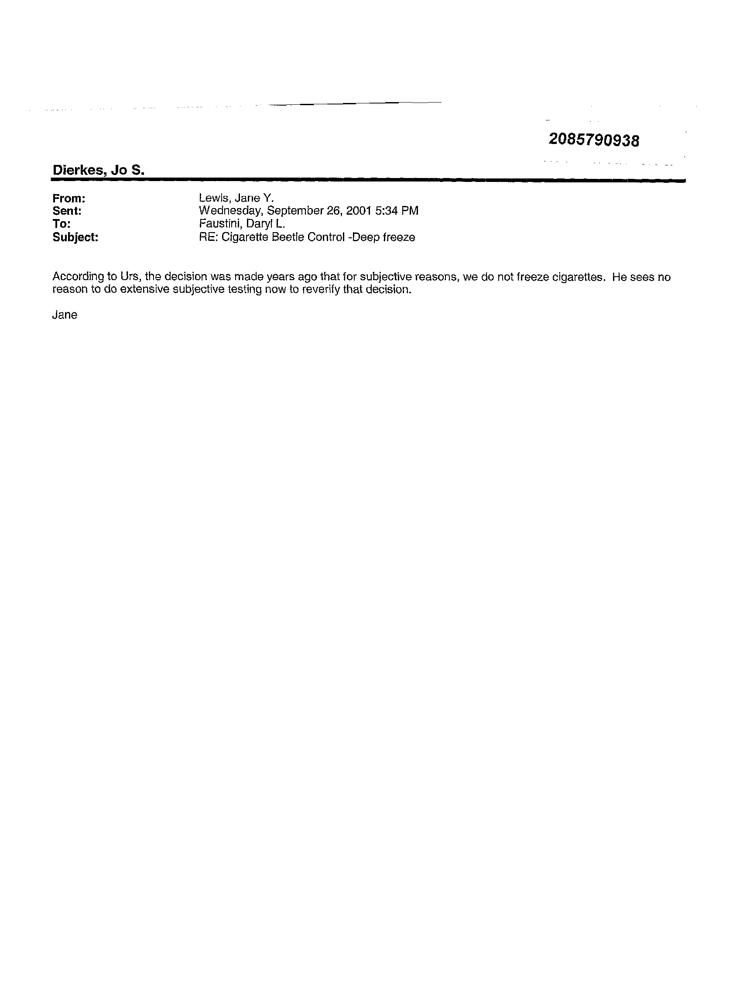 2085790938
Dierkes, Jo S.
From: Lewis, Jane Y.
Sent: Wednesday, September 26, 2001 5:34 PM
To: Faustini, Daryl L.
Subject: RE: Cigarette Beetle Control -Deep freeze
According to Urs, the decision was made years ago that for subjective reasons, we do not freeze cigarettes. He sees no
reason to do extensive subjective testing now to reverify that decision.
Jane